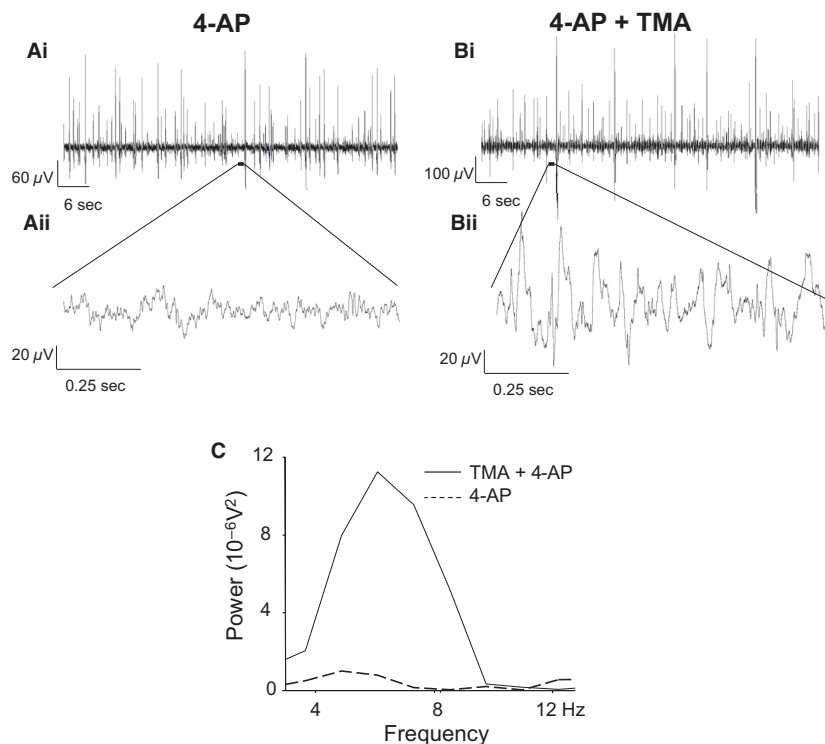 4-AP
4-AP + TMA
Ai
Bi
60 µV
6 sec
100 µV
6 sec
Aii
Bii
20 µV
0.25 sec
20 µV
0.25 sec
C
12
8
4
0
Power (10⁻⁶V²)
TMA + 4-AP
4-AP
4
8
12 Hz
Frequency